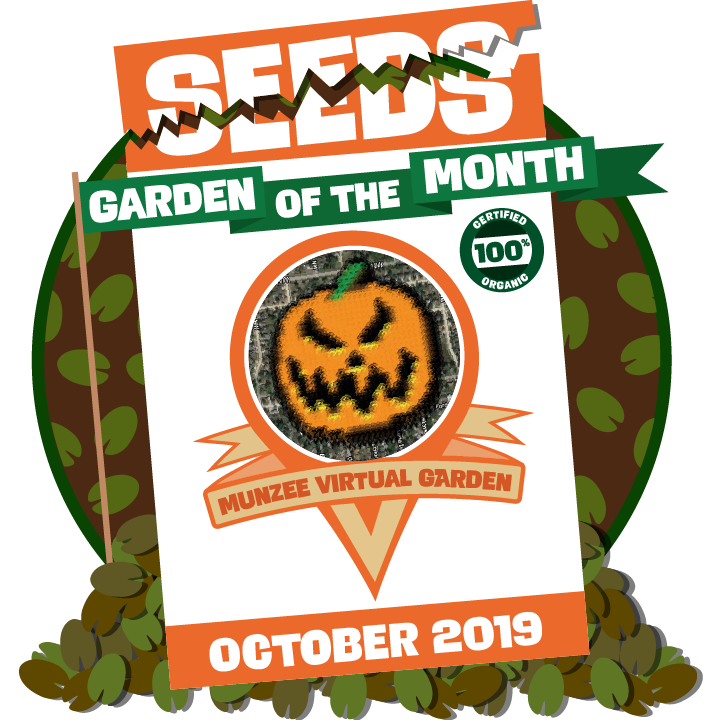 SEEDS
GARDEN OF THE MONTH
CERTIFIED
100%
ORGANIC
MUNZEE VIRTUAL GARDEN
OCTOBER 2019